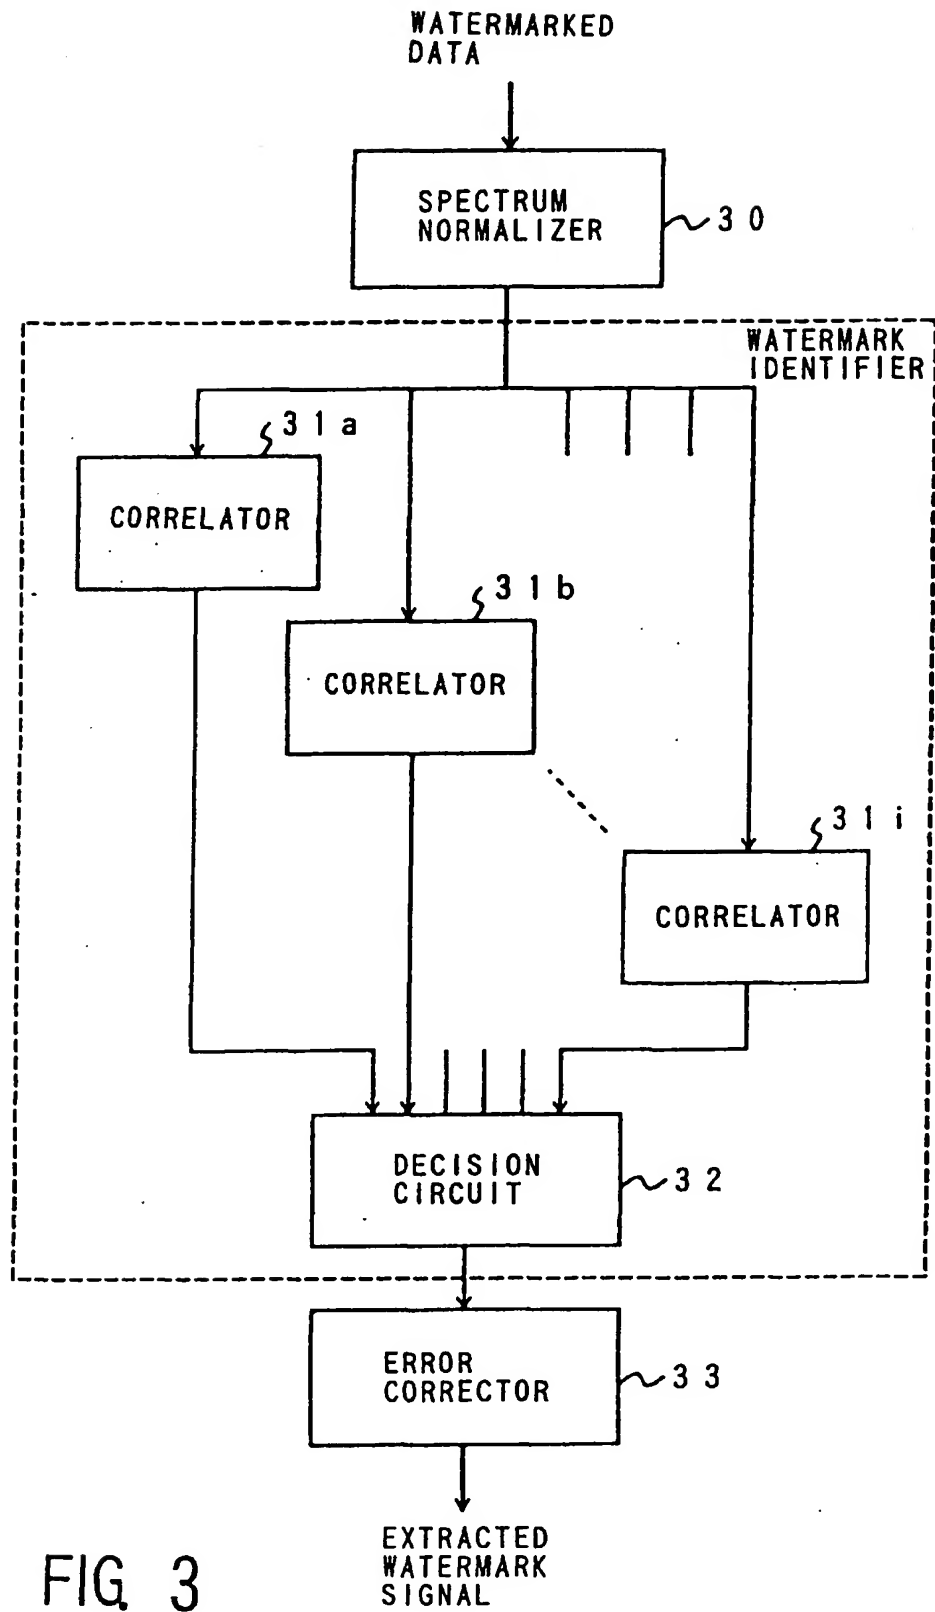 WATERMARKED
DATA
SPECTRUM
NORMALIZER
30
WATERMARK
IDENTIFIER
31a
CORRELATOR
31b
CORRELATOR
31i
CORRELATOR
DECISION
CIRCUIT
32
ERROR
CORRECTOR
33
EXTRACTED
WATERMARK
SIGNAL
FIG. 3